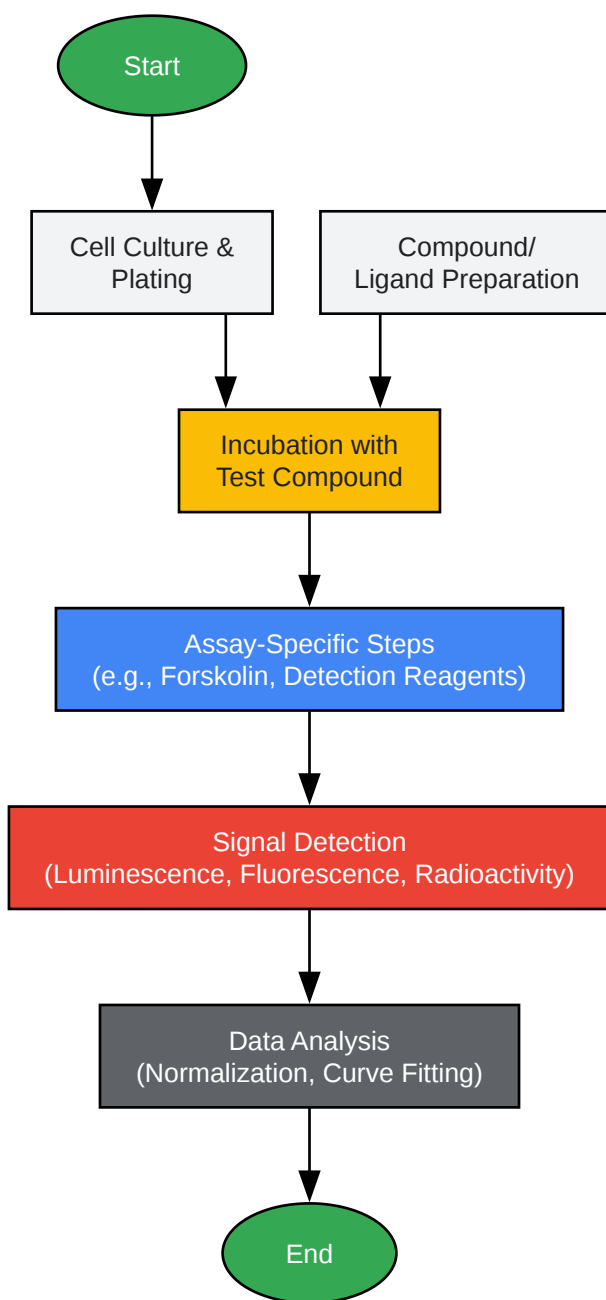 Start
Cell Culture &
Plating
Compound/
Ligand Preparation
Incubation with
Test Compound
Assay-Specific Steps
(e.g., Forskolin, Detection Reagents)
Signal Detection
(Luminescence, Fluorescence, Radioactivity)
Data Analysis
(Normalization, Curve Fitting)
End